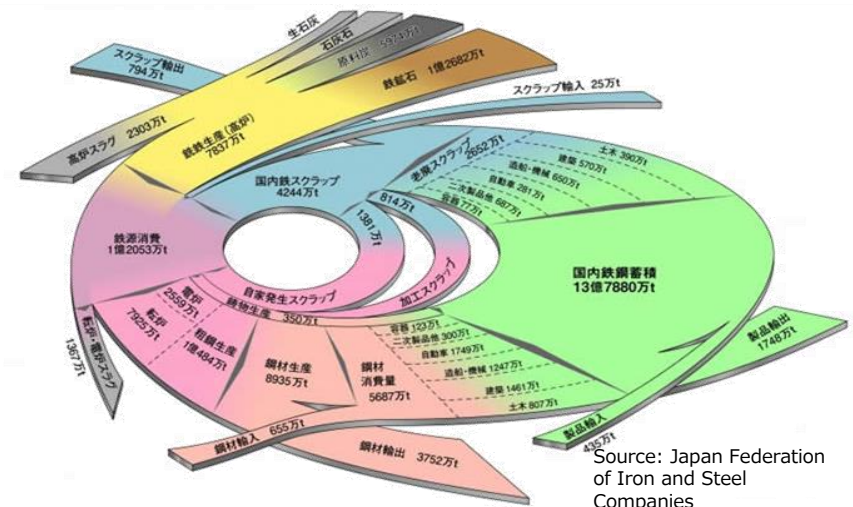 生石灰
石灰石
原料炭 5974万t
鉄鉱石 1億2682万t
スクラップ輸出
794万t
スクラップ輸入 25万t
高炉スラグ 2303万t
銑鉄生産(高炉)
7837万t
国内鉄スクラップ
4244万t
老廃スクラップ
2652万t
土木 390万t
建築 570万t
造船・機械 650万t
自動車 281万t
二次製品他 687万t
容器 77万t
814万t
1381万t
鉄源消費
1億2053万t
国内鉄鋼蓄積
13億7880万t
自家発生スクラップ
加工スクラップ
電炉
2559万t
転炉
7925万t
鋳物生産 350万t
粗鋼生産
1億484万t
転炉・電炉スラグ
1367万t
鋼材生産
8935万t
鋼材
消費量
5687万t
容器 123万t
二次製品他 300万t
自動車 1749万t
造船・機械 1247万t
建築 1461万t
土木 807万t
製品輸出
1748万t
製品輸入
435万t
鋼材輸入 655万t
鋼材輸出 3752万t
Source: Japan Federation
of Iron and Steel
Companies